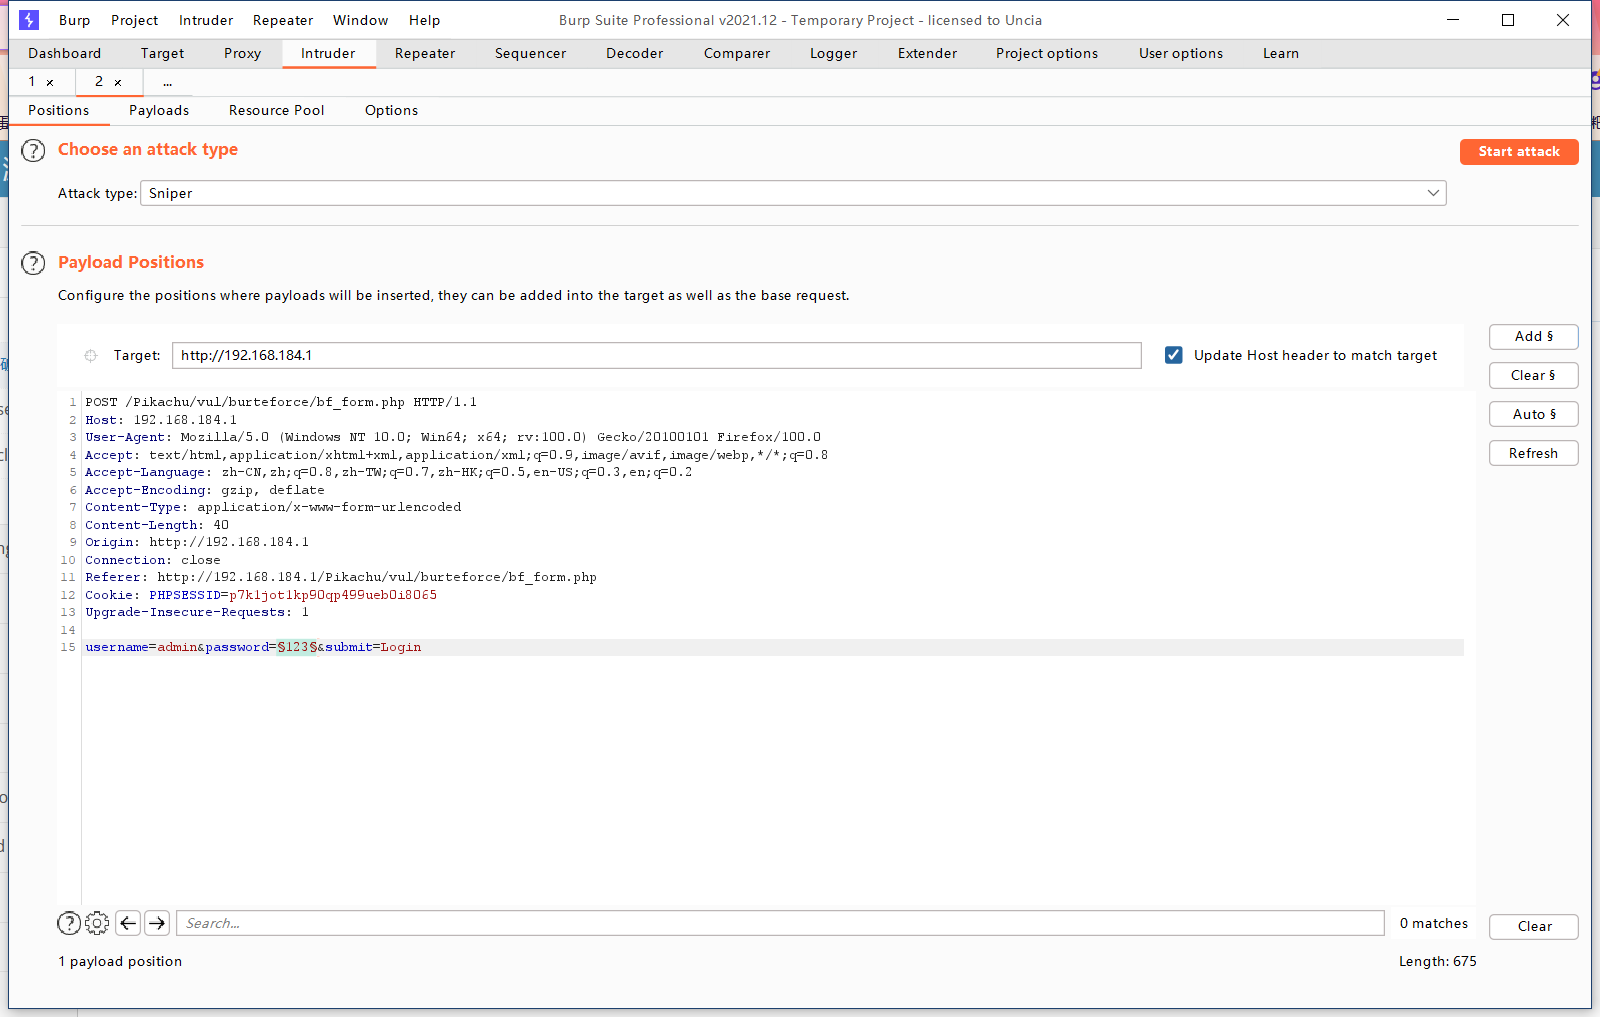 Burp Project Intruder Repeater Window Help Burp Suite Professional v2021.12 - Temporary Project - licensed to Uncia
Dashboard Target Proxy Intruder Repeater Sequencer Decoder Comparer Logger Extender Project options User options Learn
1 × 2 × ...
Positions Payloads Resource Pool Options
? Choose an attack type Start attack
Attack type: Sniper
? Payload Positions
Configure the positions where payloads will be inserted, they can be added into the target as well as the base request.
Add §
Target: http://192.168.184.1 Update Host header to match target
Clear §
Auto §
Refresh
1 POST /Pikachu/vul/burteforce/bf_form.php HTTP/1.1
2 Host: 192.168.184.1
3 User-Agent: Mozilla/5.0 (Windows NT 10.0; Win64; x64; rv:100.0) Gecko/20100101 Firefox/100.0
4 Accept: text/html,application/xhtml+xml,application/xml;q=0.9,image/avif,image/webp,*/*;q=0.8
5 Accept-Language: zh-CN,zh;q=0.8,zh-TW;q=0.7,zh-HK;q=0.5,en-US;q=0.3,en;q=0.2
6 Accept-Encoding: gzip, deflate
7 Content-Type: application/x-www-form-urlencoded
8 Content-Length: 40
9 Origin: http://192.168.184.1
10 Connection: close
11 Referer: http://192.168.184.1/Pikachu/vul/burteforce/bf_form.php
12 Cookie: PHPSESSID=p7k1jot1kp90qp499ueb0i8065
13 Upgrade-Insecure-Requests: 1
14
15 username=admin&password=§123§&submit=Login
? Search... 0 matches Clear
1 payload position Length: 675